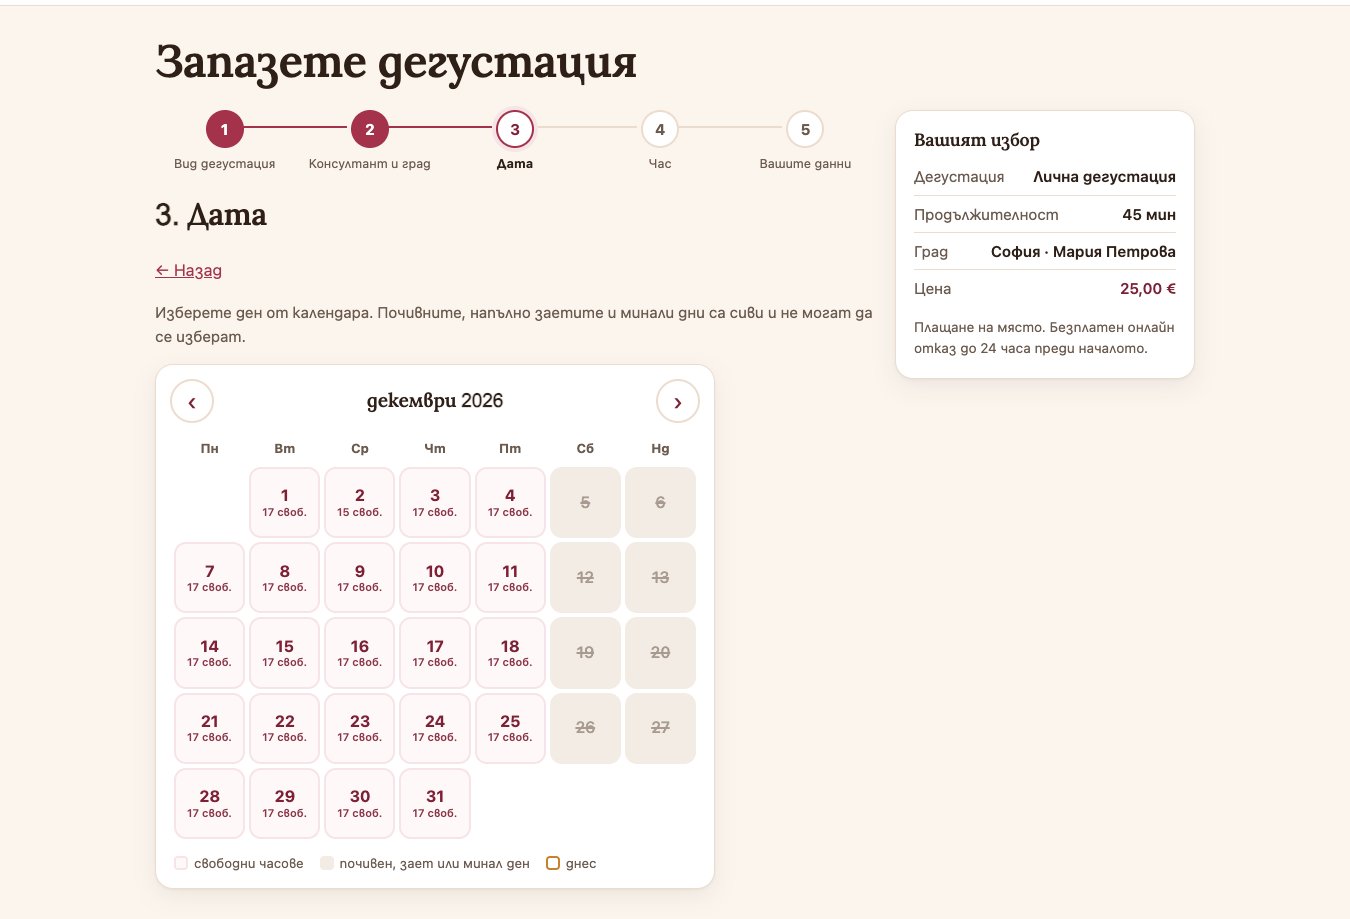 Запазете дегустация
1 2 3 4 5
Вид дегустация Консултант и град Дата Час Вашите данни
3. Дата
← Назад
Изберете ден от календара. Почивните, напълно заетите и минали дни са сиви и не могат да
се изберат.
‹ декември 2026 ›
Пн Вт Ср Чт Пт Сб Нд
1 2 3 4 5 6
17 своб. 15 своб. 17 своб. 17 своб.
7 8 9 10 11 12 13
17 своб. 17 своб. 17 своб. 17 своб. 17 своб.
14 15 16 17 18 19 20
17 своб. 17 своб. 17 своб. 17 своб. 17 своб.
21 22 23 24 25 26 27
17 своб. 17 своб. 17 своб. 17 своб. 17 своб.
28 29 30 31
17 своб. 17 своб. 17 своб. 17 своб.
свободни часове почивен, зает или минал ден днес
Вашият избор
Дегустация Лична дегустация
Продължителност 45 мин
Град София · Мария Петрова
Цена 25,00 €
Плащане на място. Безплатен онлайн
отказ до 24 часа преди началото.